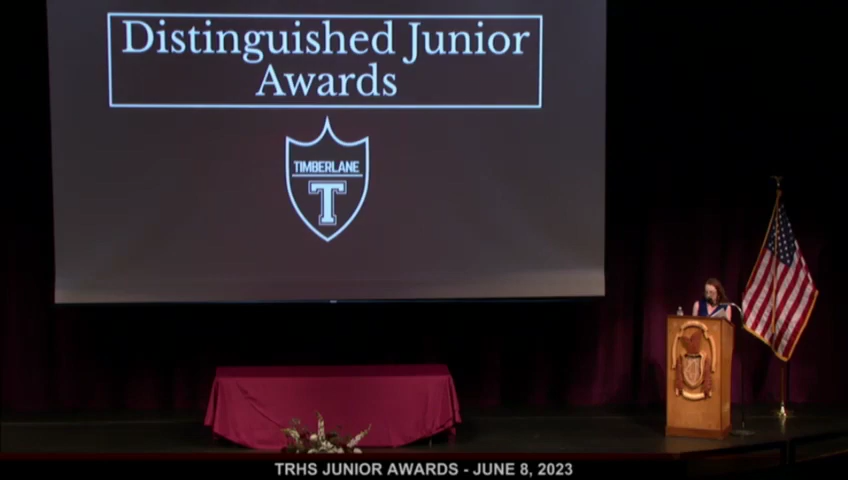 Distinguished Junior
Awards
TIMBERLANE
T
TRHS JUNIOR AWARDS - JUNE 8, 2023